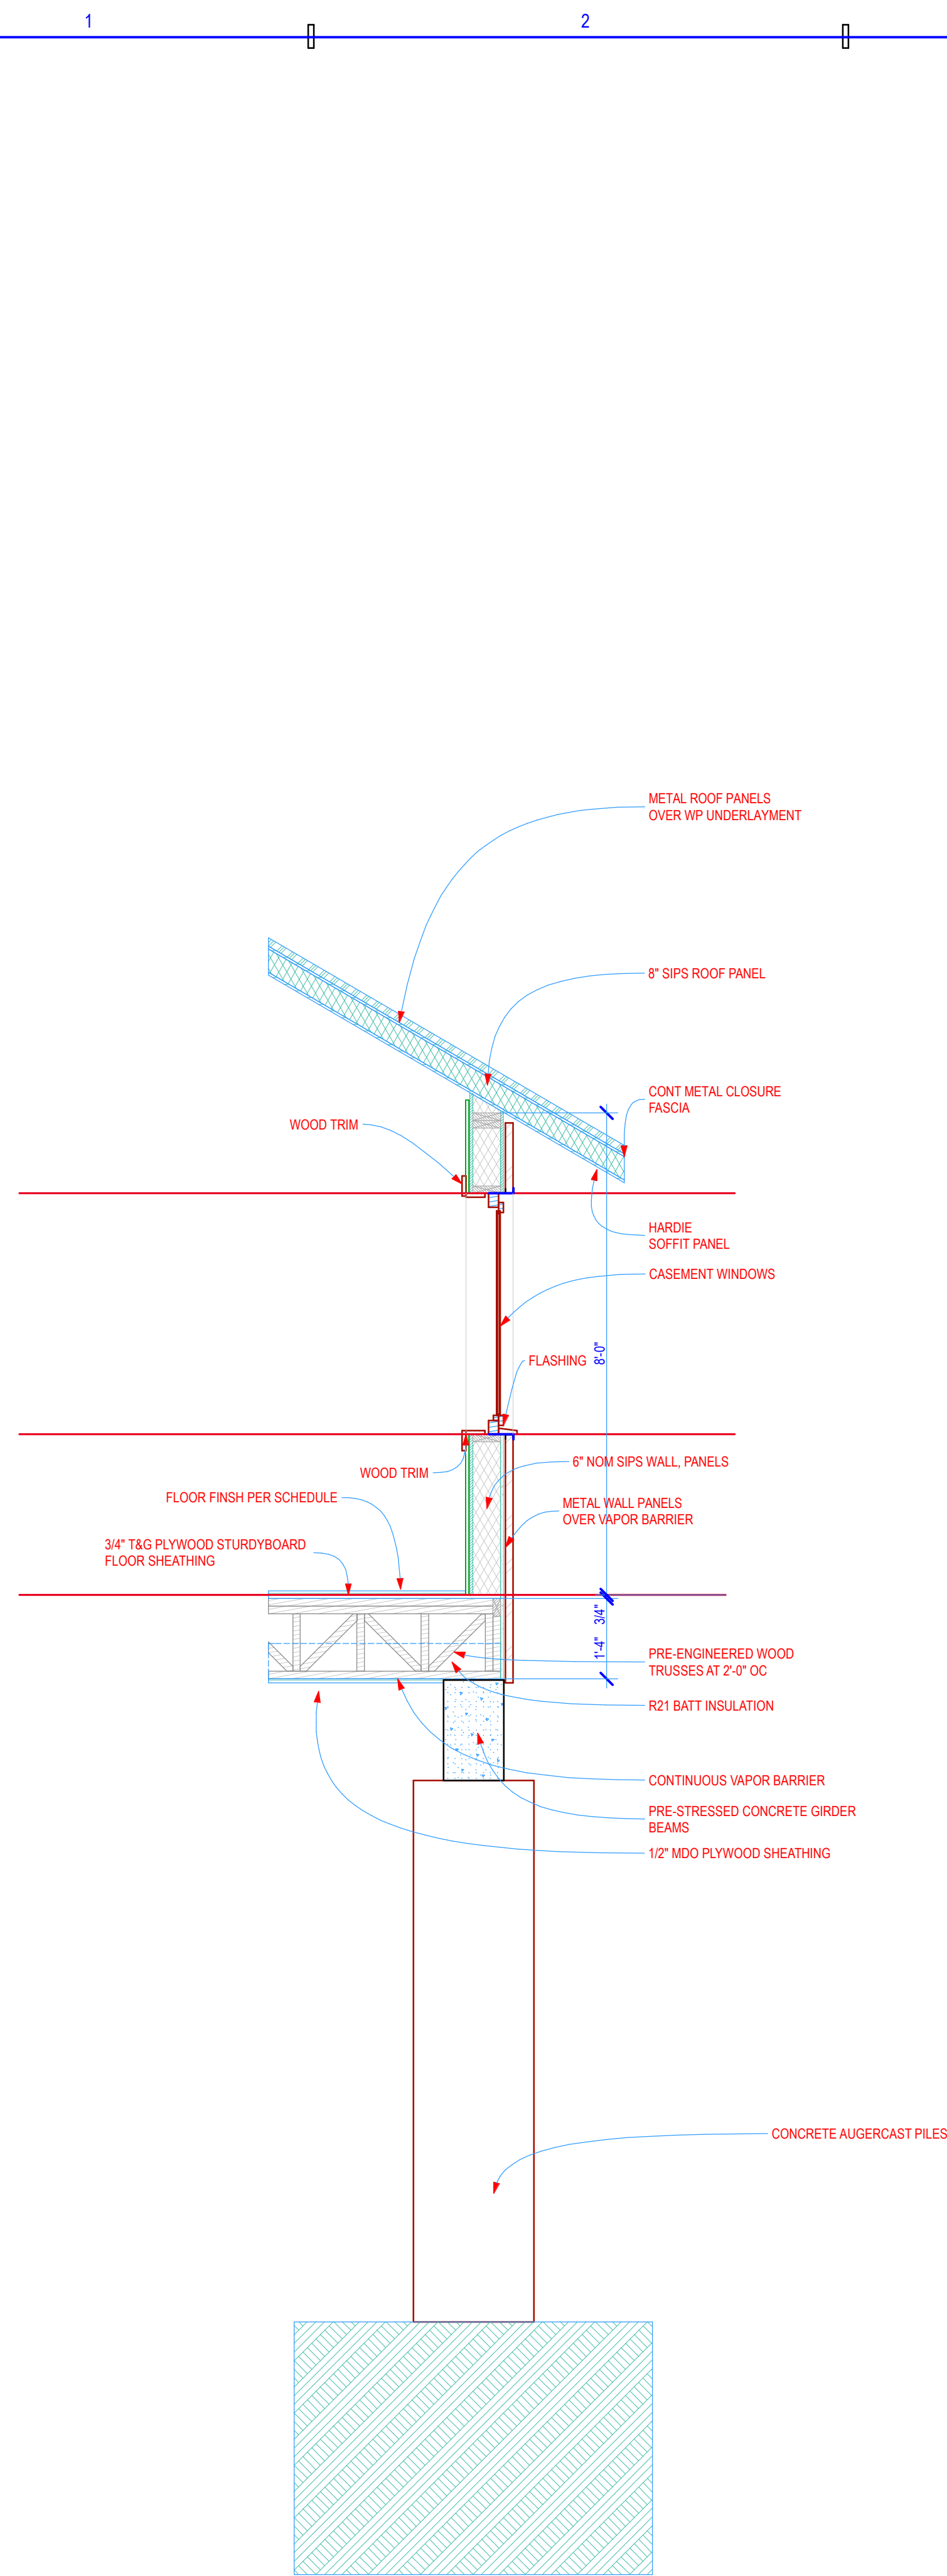 1
2
METAL ROOF PANELS
OVER WP UNDERLAYMENT
8" SIPS ROOF PANEL
CONT METAL CLOSURE
FASCIA
WOOD TRIM
HARDIE
SOFFIT PANEL
CASEMENT WINDOWS
FLASHING
8'-0"
6" NOM SIPS WALL, PANELS
WOOD TRIM
FLOOR FINSH PER SCHEDULE
METAL WALL PANELS
OVER VAPOR BARRIER
3/4" T&G PLYWOOD STURDYBOARD
FLOOR SHEATHING
3/4"
1'-4"
PRE-ENGINEERED WOOD
TRUSSES AT 2'-0" OC
R21 BATT INSULATION
CONTINUOUS VAPOR BARRIER
PRE-STRESSED CONCRETE GIRDER
BEAMS
1/2" MDO PLYWOOD SHEATHING
CONCRETE AUGERCAST PILES